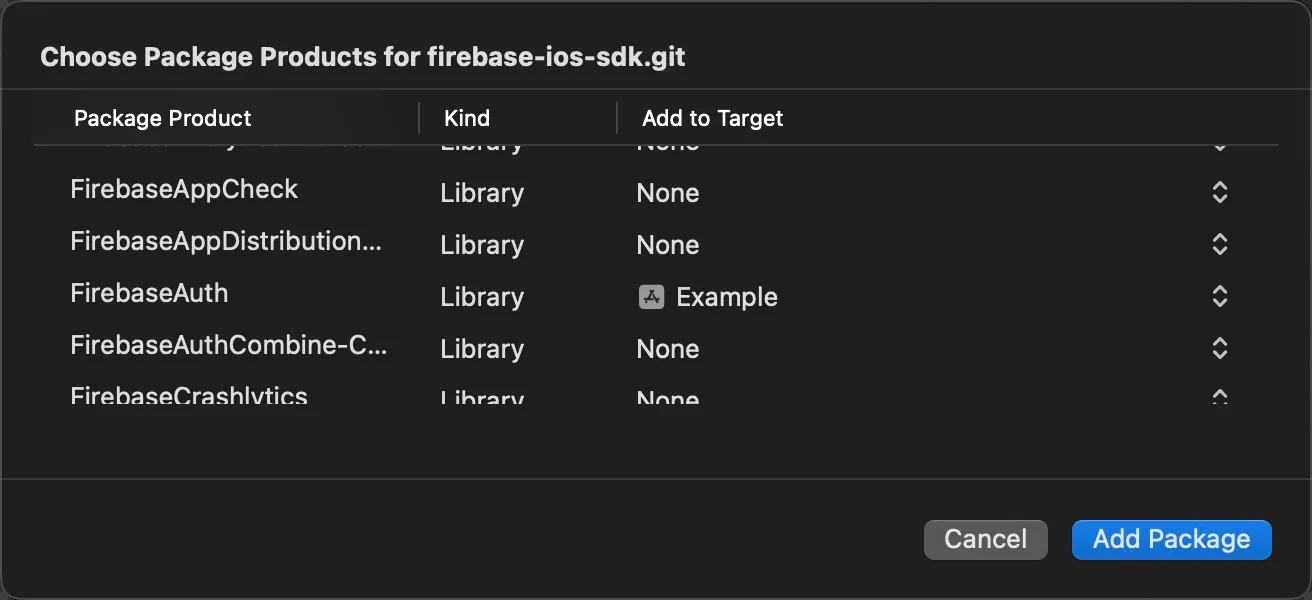 Choose Package Products for firebase-ios-sdk.git
Package Product Kind Add to Target
Library None
FirebaseAppCheck Library None
FirebaseAppDistribution... Library None
FirebaseAuth Library Example
FirebaseAuthCombine-C... Library None
FirebaseCrashlytics Library None
Cancel Add Package